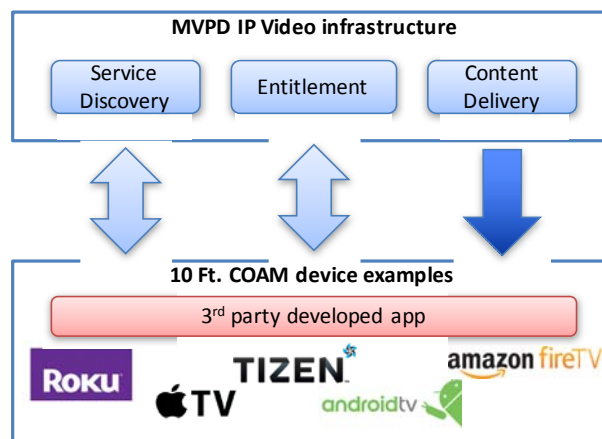 MVPD IP Video infrastructure
Service
Discovery
Entitlement
Content
Delivery
10 Ft. COAM device examples
3rd party developed app
ROKU
TV
TIZEN™
androidtv
amazon fireTV